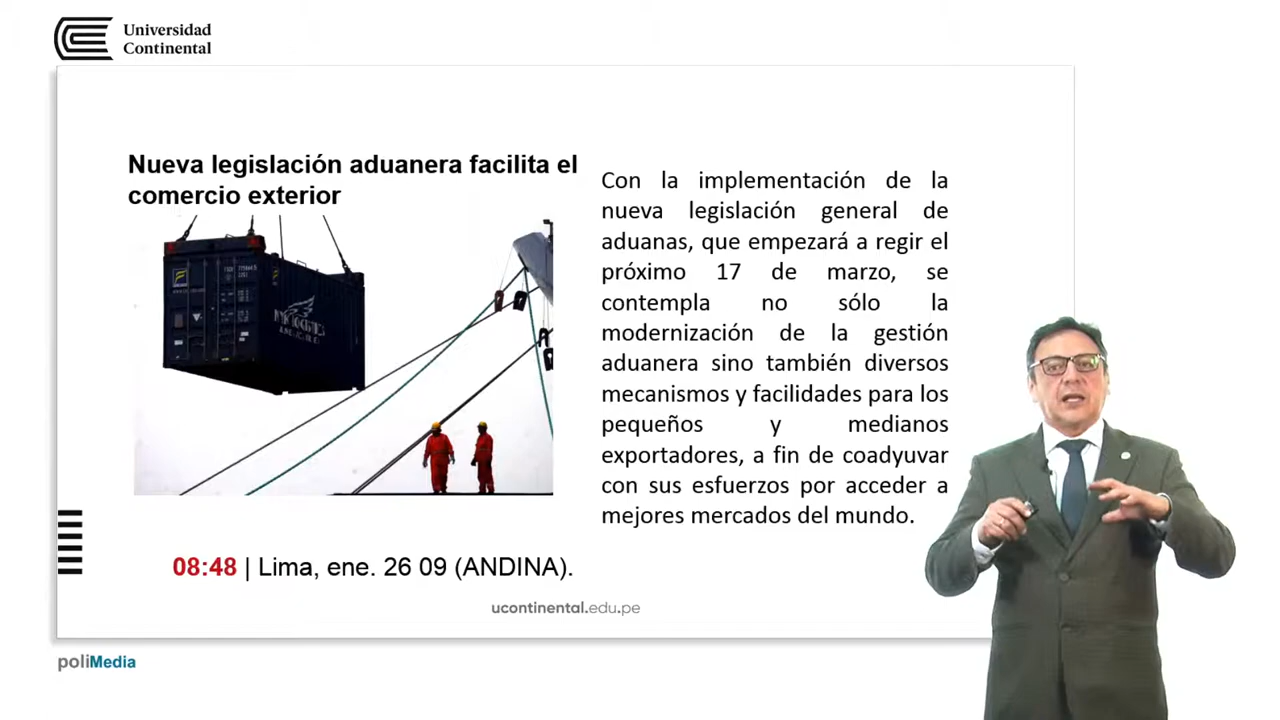 Universidad
Continental
Nueva legislación aduanera facilita el
comercio exterior
Con la implementación de la
nueva legislación general de
aduanas, que empezará a regir el
próximo 17 de marzo, se
contempla no sólo la
modernización de la gestión
aduanera sino también diversos
mecanismos y facilidades para los
pequeños y medianos
exportadores, a fin de coadyuvar
con sus esfuerzos por acceder a
mejores mercados del mundo.
08:48 | Lima, ene. 26 09 (ANDINA).
ucontinental.edu.pe
poliMedia